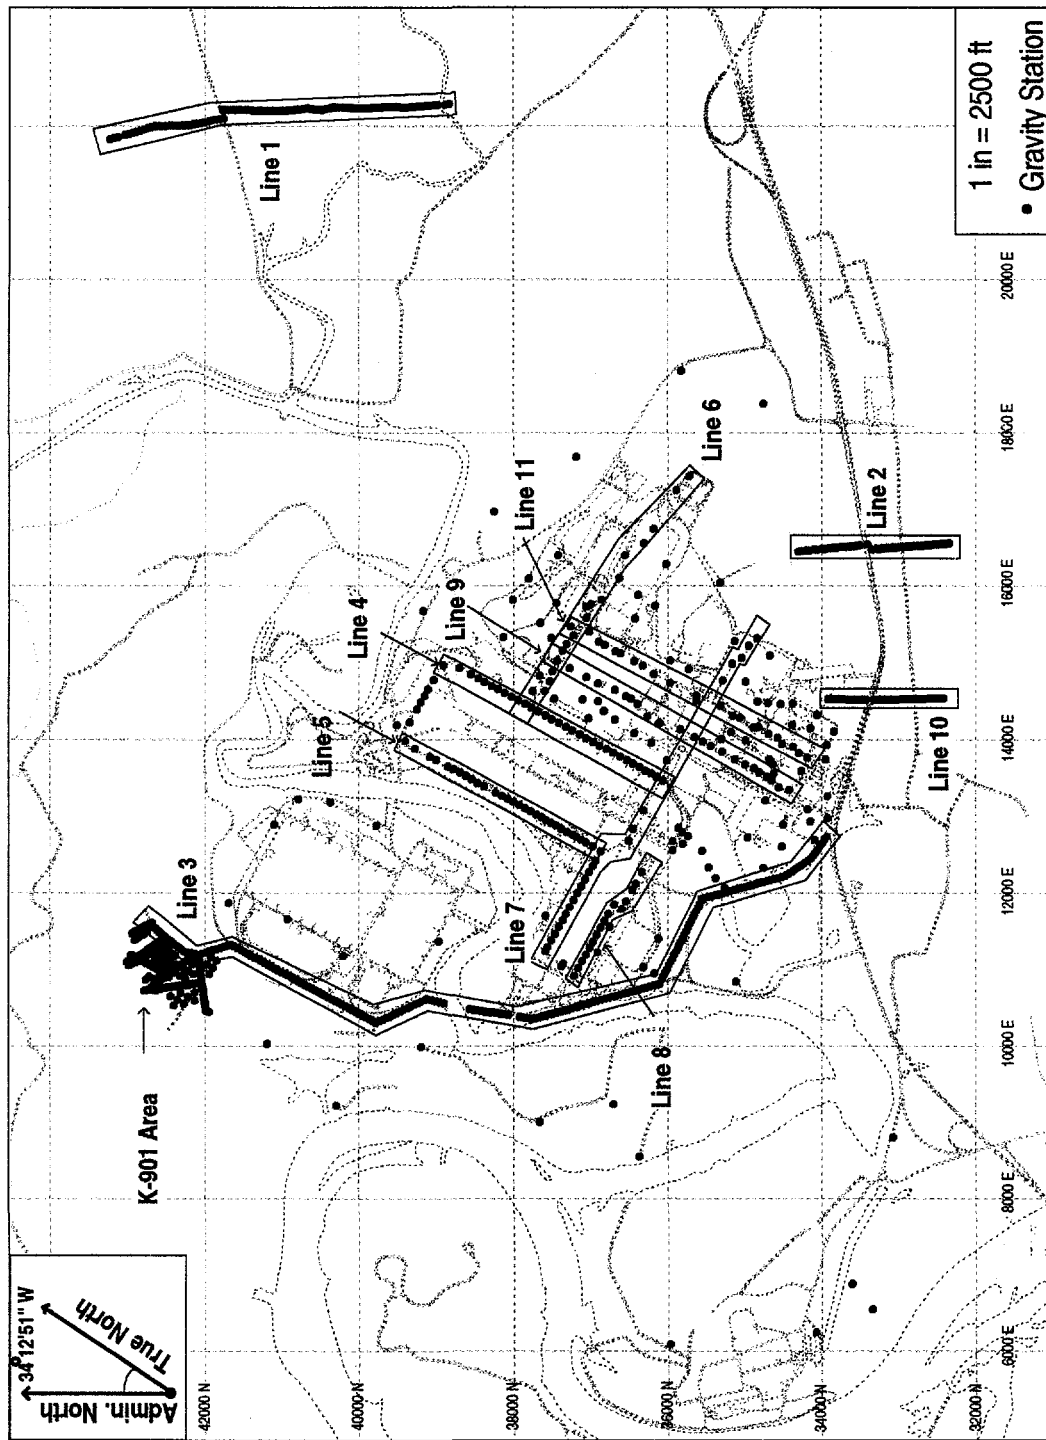 34°12'51" W
Admin. North
True North
K-901 Area
Line 3
Line 5
Line 4
Line 9
Line 11
Line 6
Line 1
Line 7
Line 8
Line 10
Line 2
42000 N
40000 N
38000 N
36000 N
34000 N
32000 N
6000 E
8000 E
10000 E
12000 E
14000 E
16000 E
18000 E
20000 E
1 in = 2500 ft
• Gravity Station